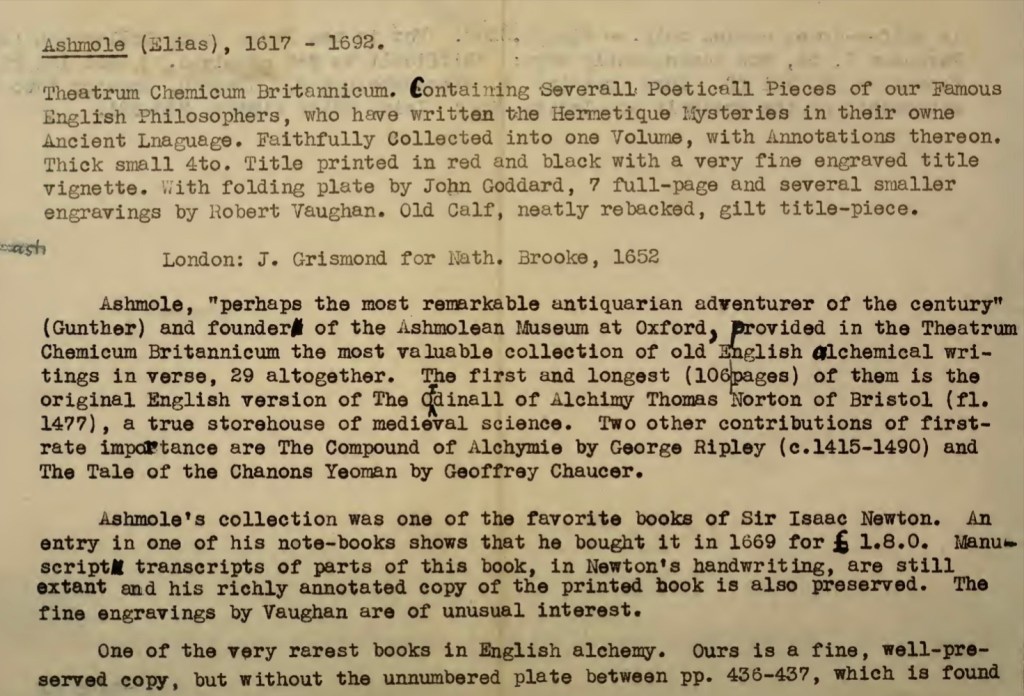 Ashmole (Elias), 1617 - 1692.
Theatrum Chemicum Britannicum. Containing Severall Poeticall Pieces of our Famous
English Philosophers, who have written the Hermetique Mysteries in their owne
Ancient Lnaguage. Faithfully Collected into one Volume, with Annotations thereon.
Thick small 4to. Title printed in red and black with a very fine engraved title
vignette. With folding plate by John Goddard, 7 full-page and several smaller
engravings by Robert Vaughan. Old Calf, neatly rebacked, gilt title-piece.
London: J. Grismond for Nath. Brooke, 1652
Ashmole, "perhaps the most remarkable antiquarian adventurer of the century"
(Gunther) and founder of the Ashmolean Museum at Oxford, provided in the Theatrum
Chemicum Britannicum the most valuable collection of old English alchemical wri-
tings in verse, 29 altogether. The first and longest (106 pages) of them is the
original English version of The Ordinall of Alchimy Thomas Norton of Bristol (fl.
1477), a true storehouse of medieval science. Two other contributions of first-
rate importance are The Compound of Alchymie by George Ripley (c.1415-1490) and
The Tale of the Chanons Yeoman by Geoffrey Chaucer.
Ashmole's collection was one of the favorite books of Sir Isaac Newton. An
entry in one of his note-books shows that he bought it in 1669 for £ 1.8.0. Manu-
script transcripts of parts of this book, in Newton's handwriting, are still
extant and his richly annotated copy of the printed book is also preserved. The
fine engravings by Vaughan are of unusual interest.
One of the very rarest books in English alchemy. Ours is a fine, well-pre-
served copy, but without the unnumbered plate between pp. 436-437, which is found